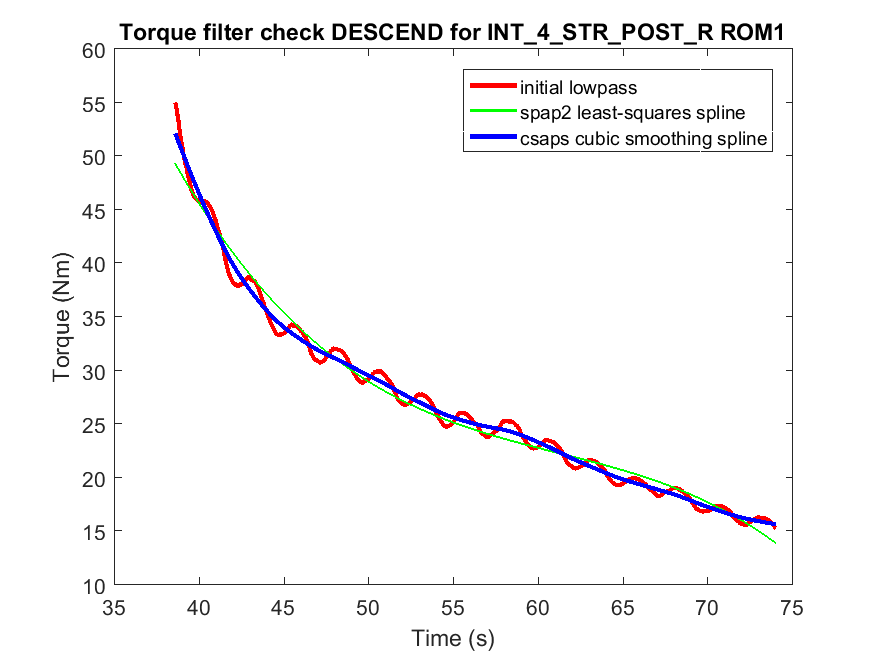 Torque filter check DESCEND for INT_4_STR_POST_R ROM1
60
55
50
45
40
35
30
25
20
15
10
Torque (Nm)
initial lowpass
spap2 least-squares spline
csaps cubic smoothing spline
35 40 45 50 55 60 65 70 75
Time (s)